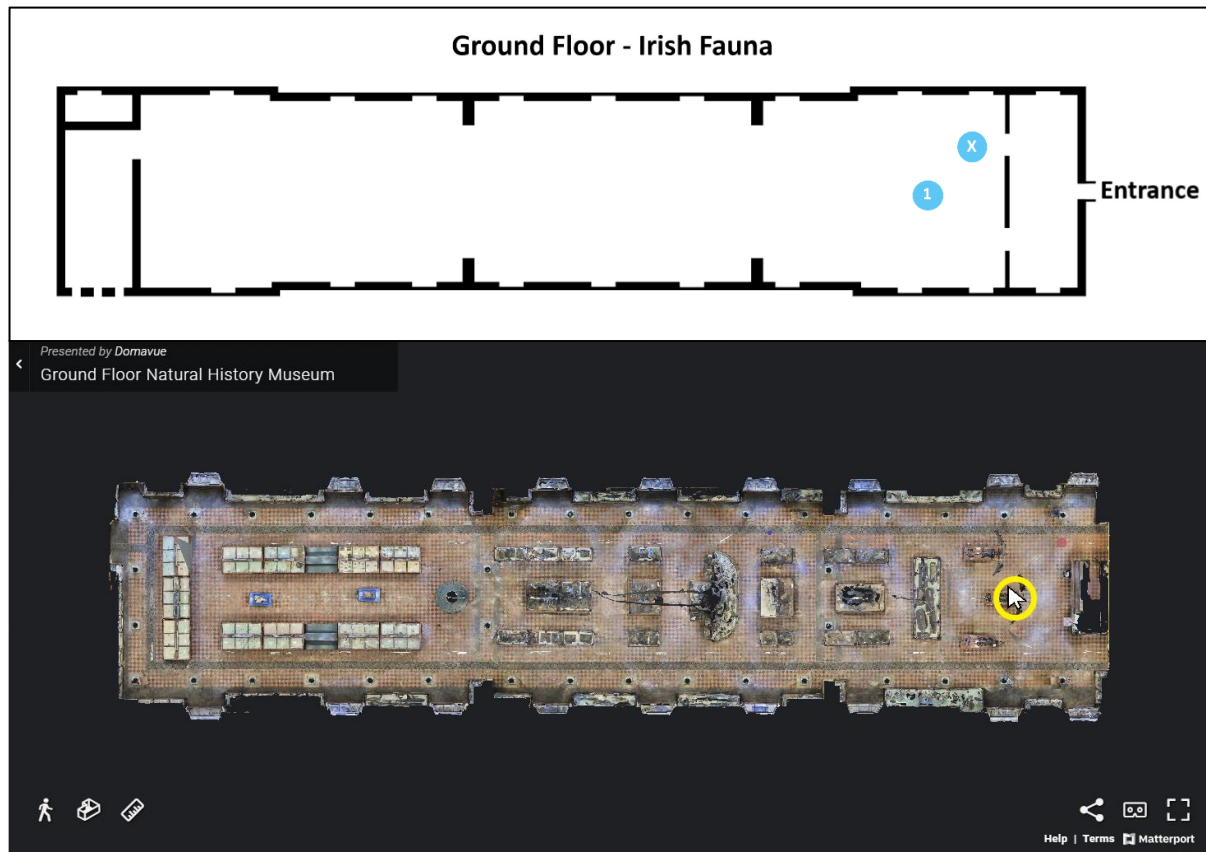 Ground Floor - Irish Fauna
X
1
Entrance
Presented by Domavue
Ground Floor Natural History Museum
Help | Terms Matterport